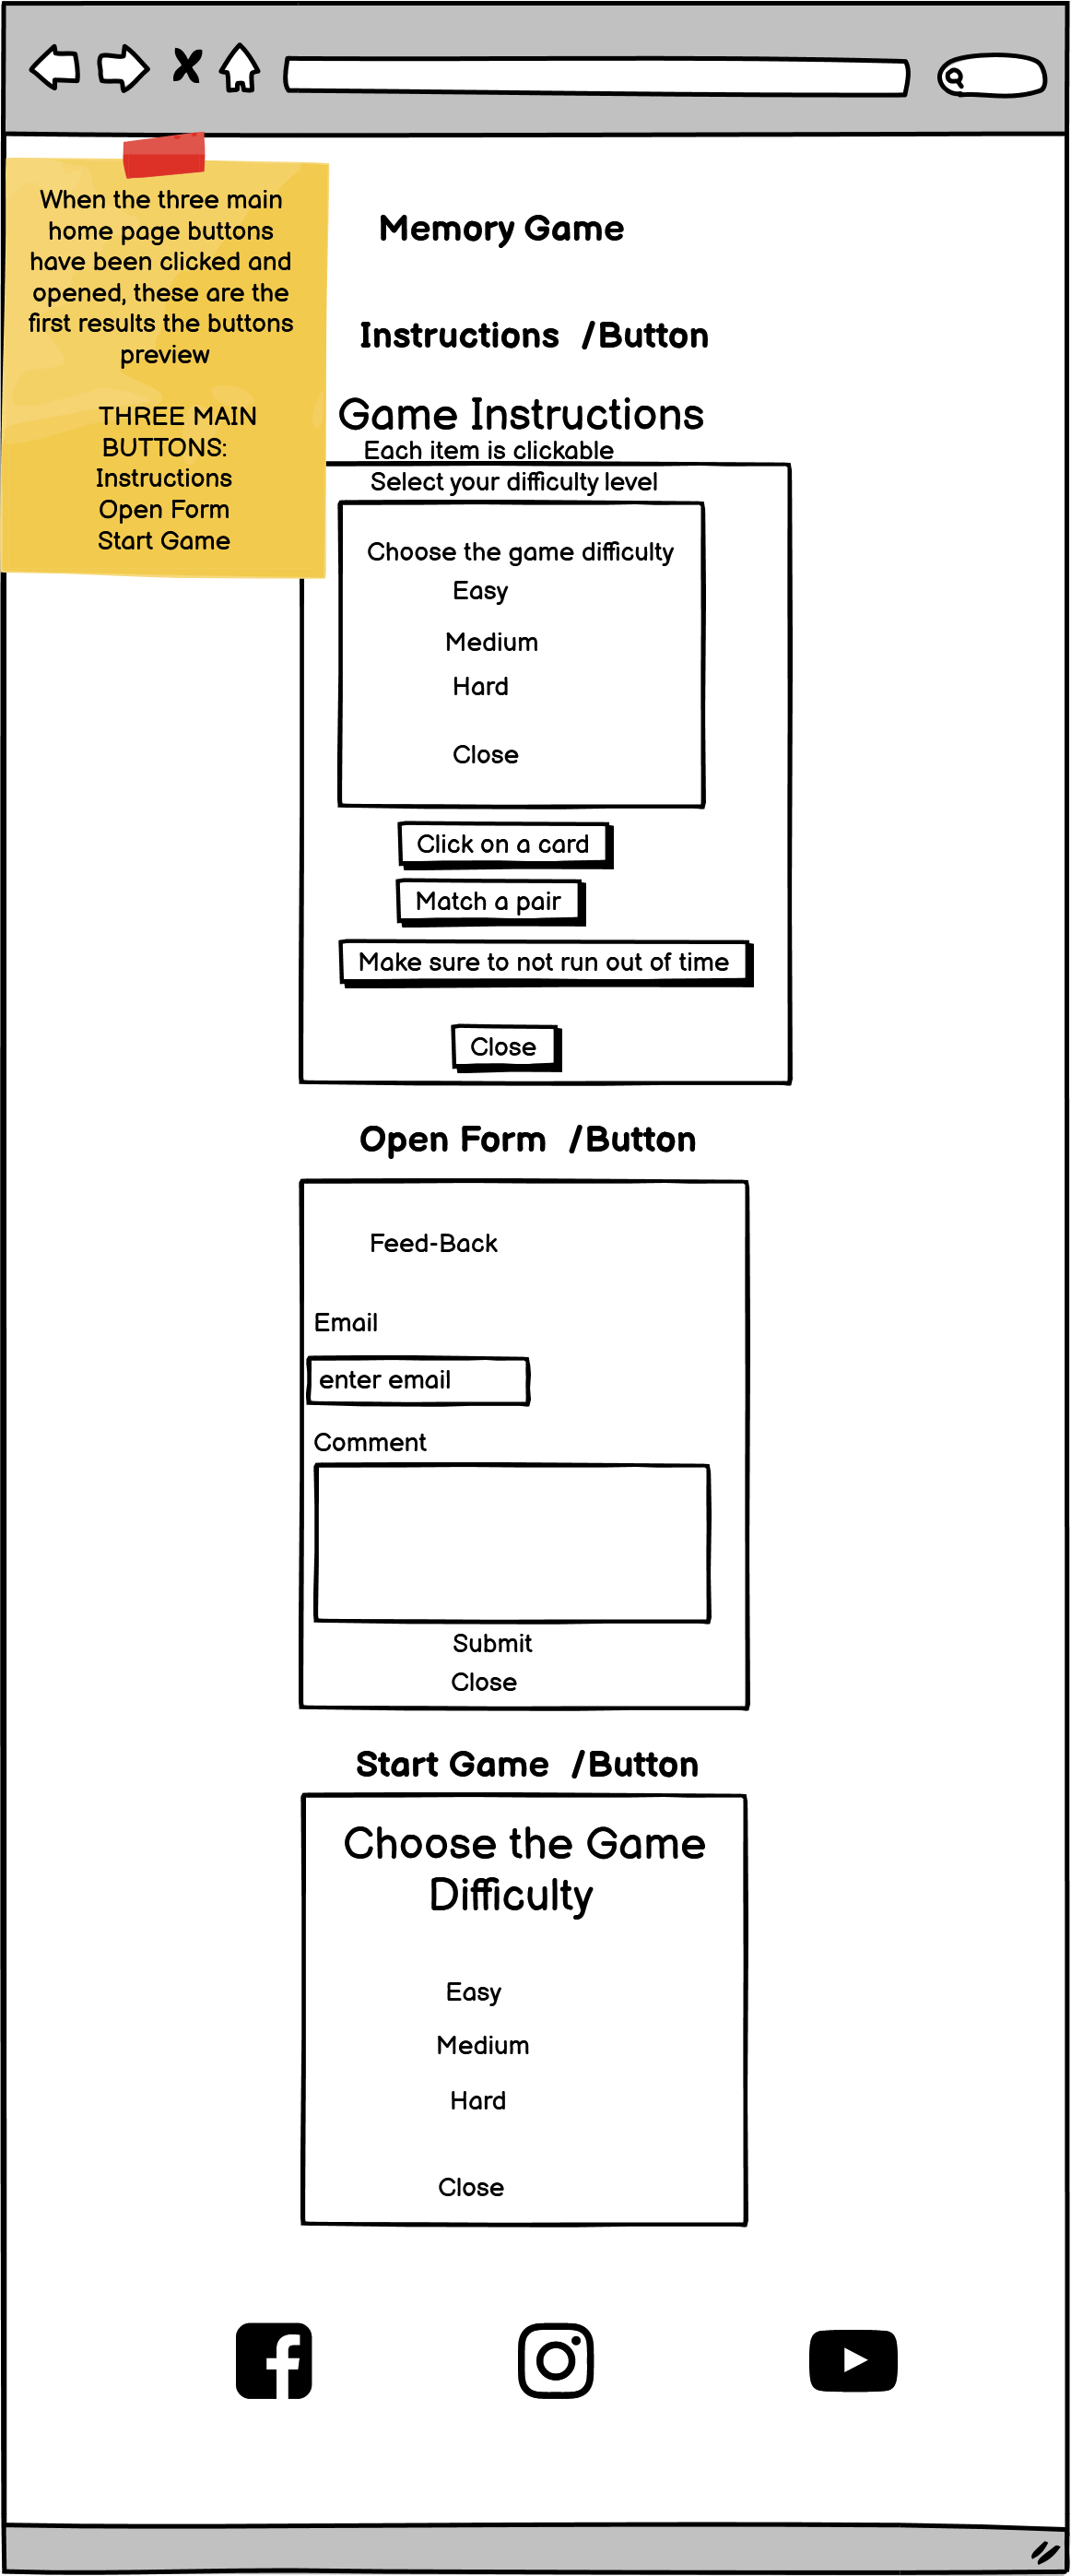 When the three main
home page buttons
have been clicked and
opened, these are the
first results the buttons
preview
THREE MAIN
BUTTONS:
Instructions
Open Form
Start Game
Memory Game
Instructions /Button
Game Instructions
Each item is clickable
Select your difficulty level
Choose the game difficulty
Easy
Medium
Hard
Close
Click on a card
Match a pair
Make sure to not run out of time
Close
Open Form /Button
Feed-Back
Email
enter email
Comment
Submit
Close
Start Game /Button
Choose the Game
Difficulty
Easy
Medium
Hard
Close